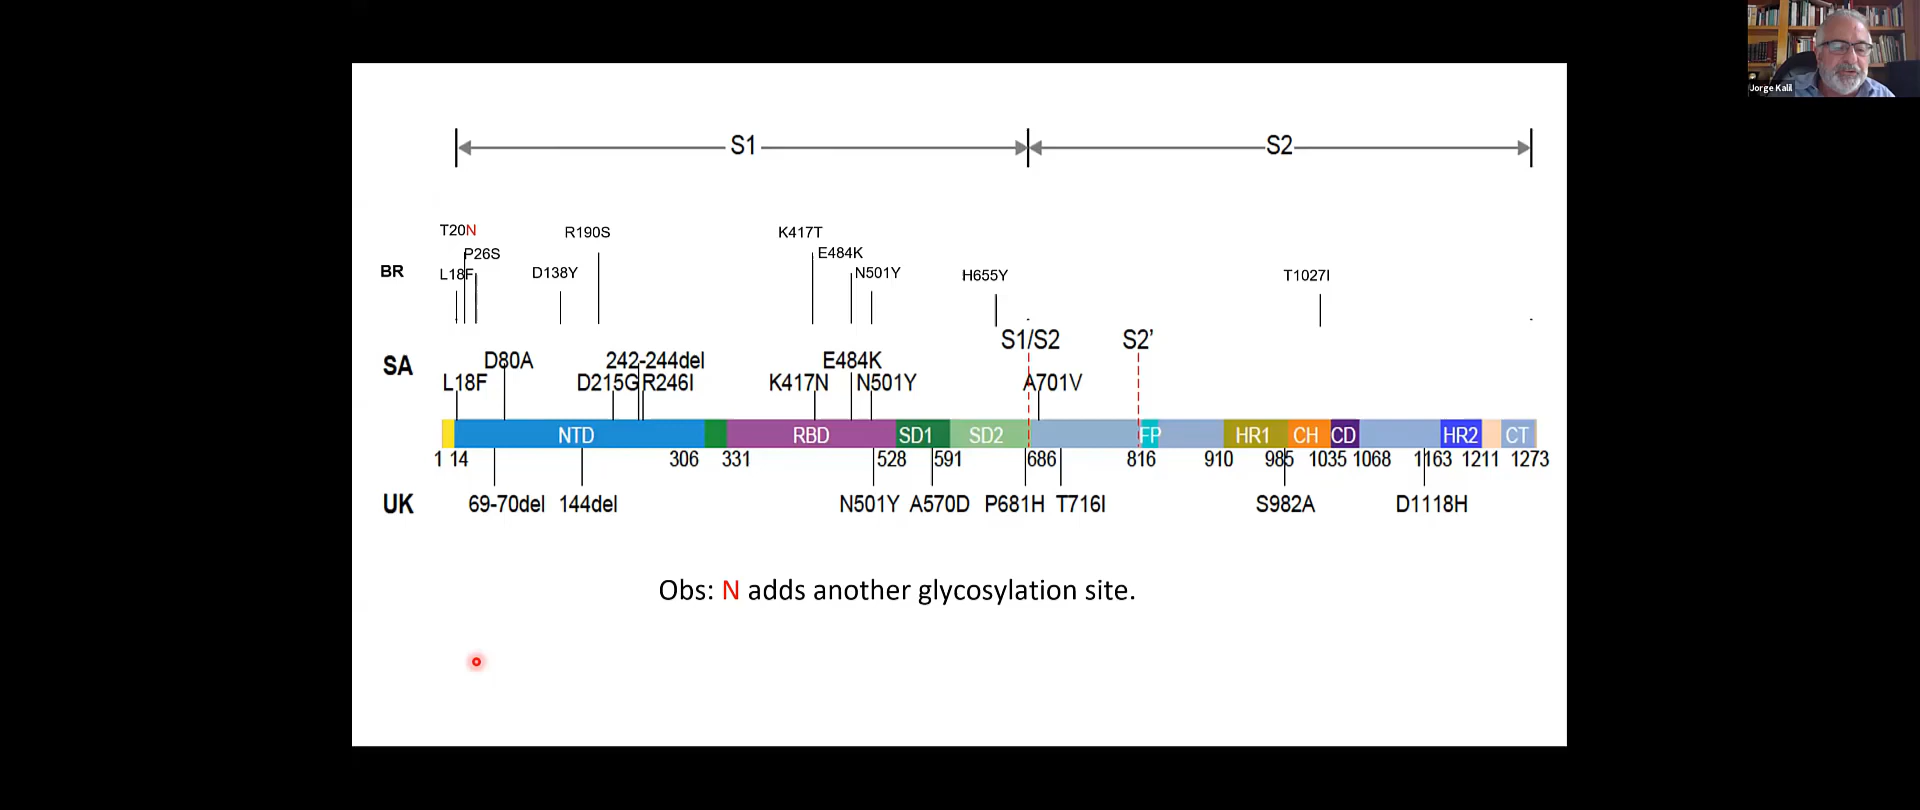 Jorge Kalil
S1 S2
T20N R190S K417T
P26S E484K
BR L18F D138Y N501Y H655Y T1027I
S1/S2 S2’
SA D80A 242-244del E484K
L18F D215G R246I K417N N501Y A701V
NTD RBD SD1 SD2 FP HR1 CH CD HR2 CT
1 14 306 331 528 591 686 816 910 985 1035 1068 1163 1211 1273
UK 69-70del 144del N501Y A570D P681H T716I S982A D1118H
Obs: N adds another glycosylation site.